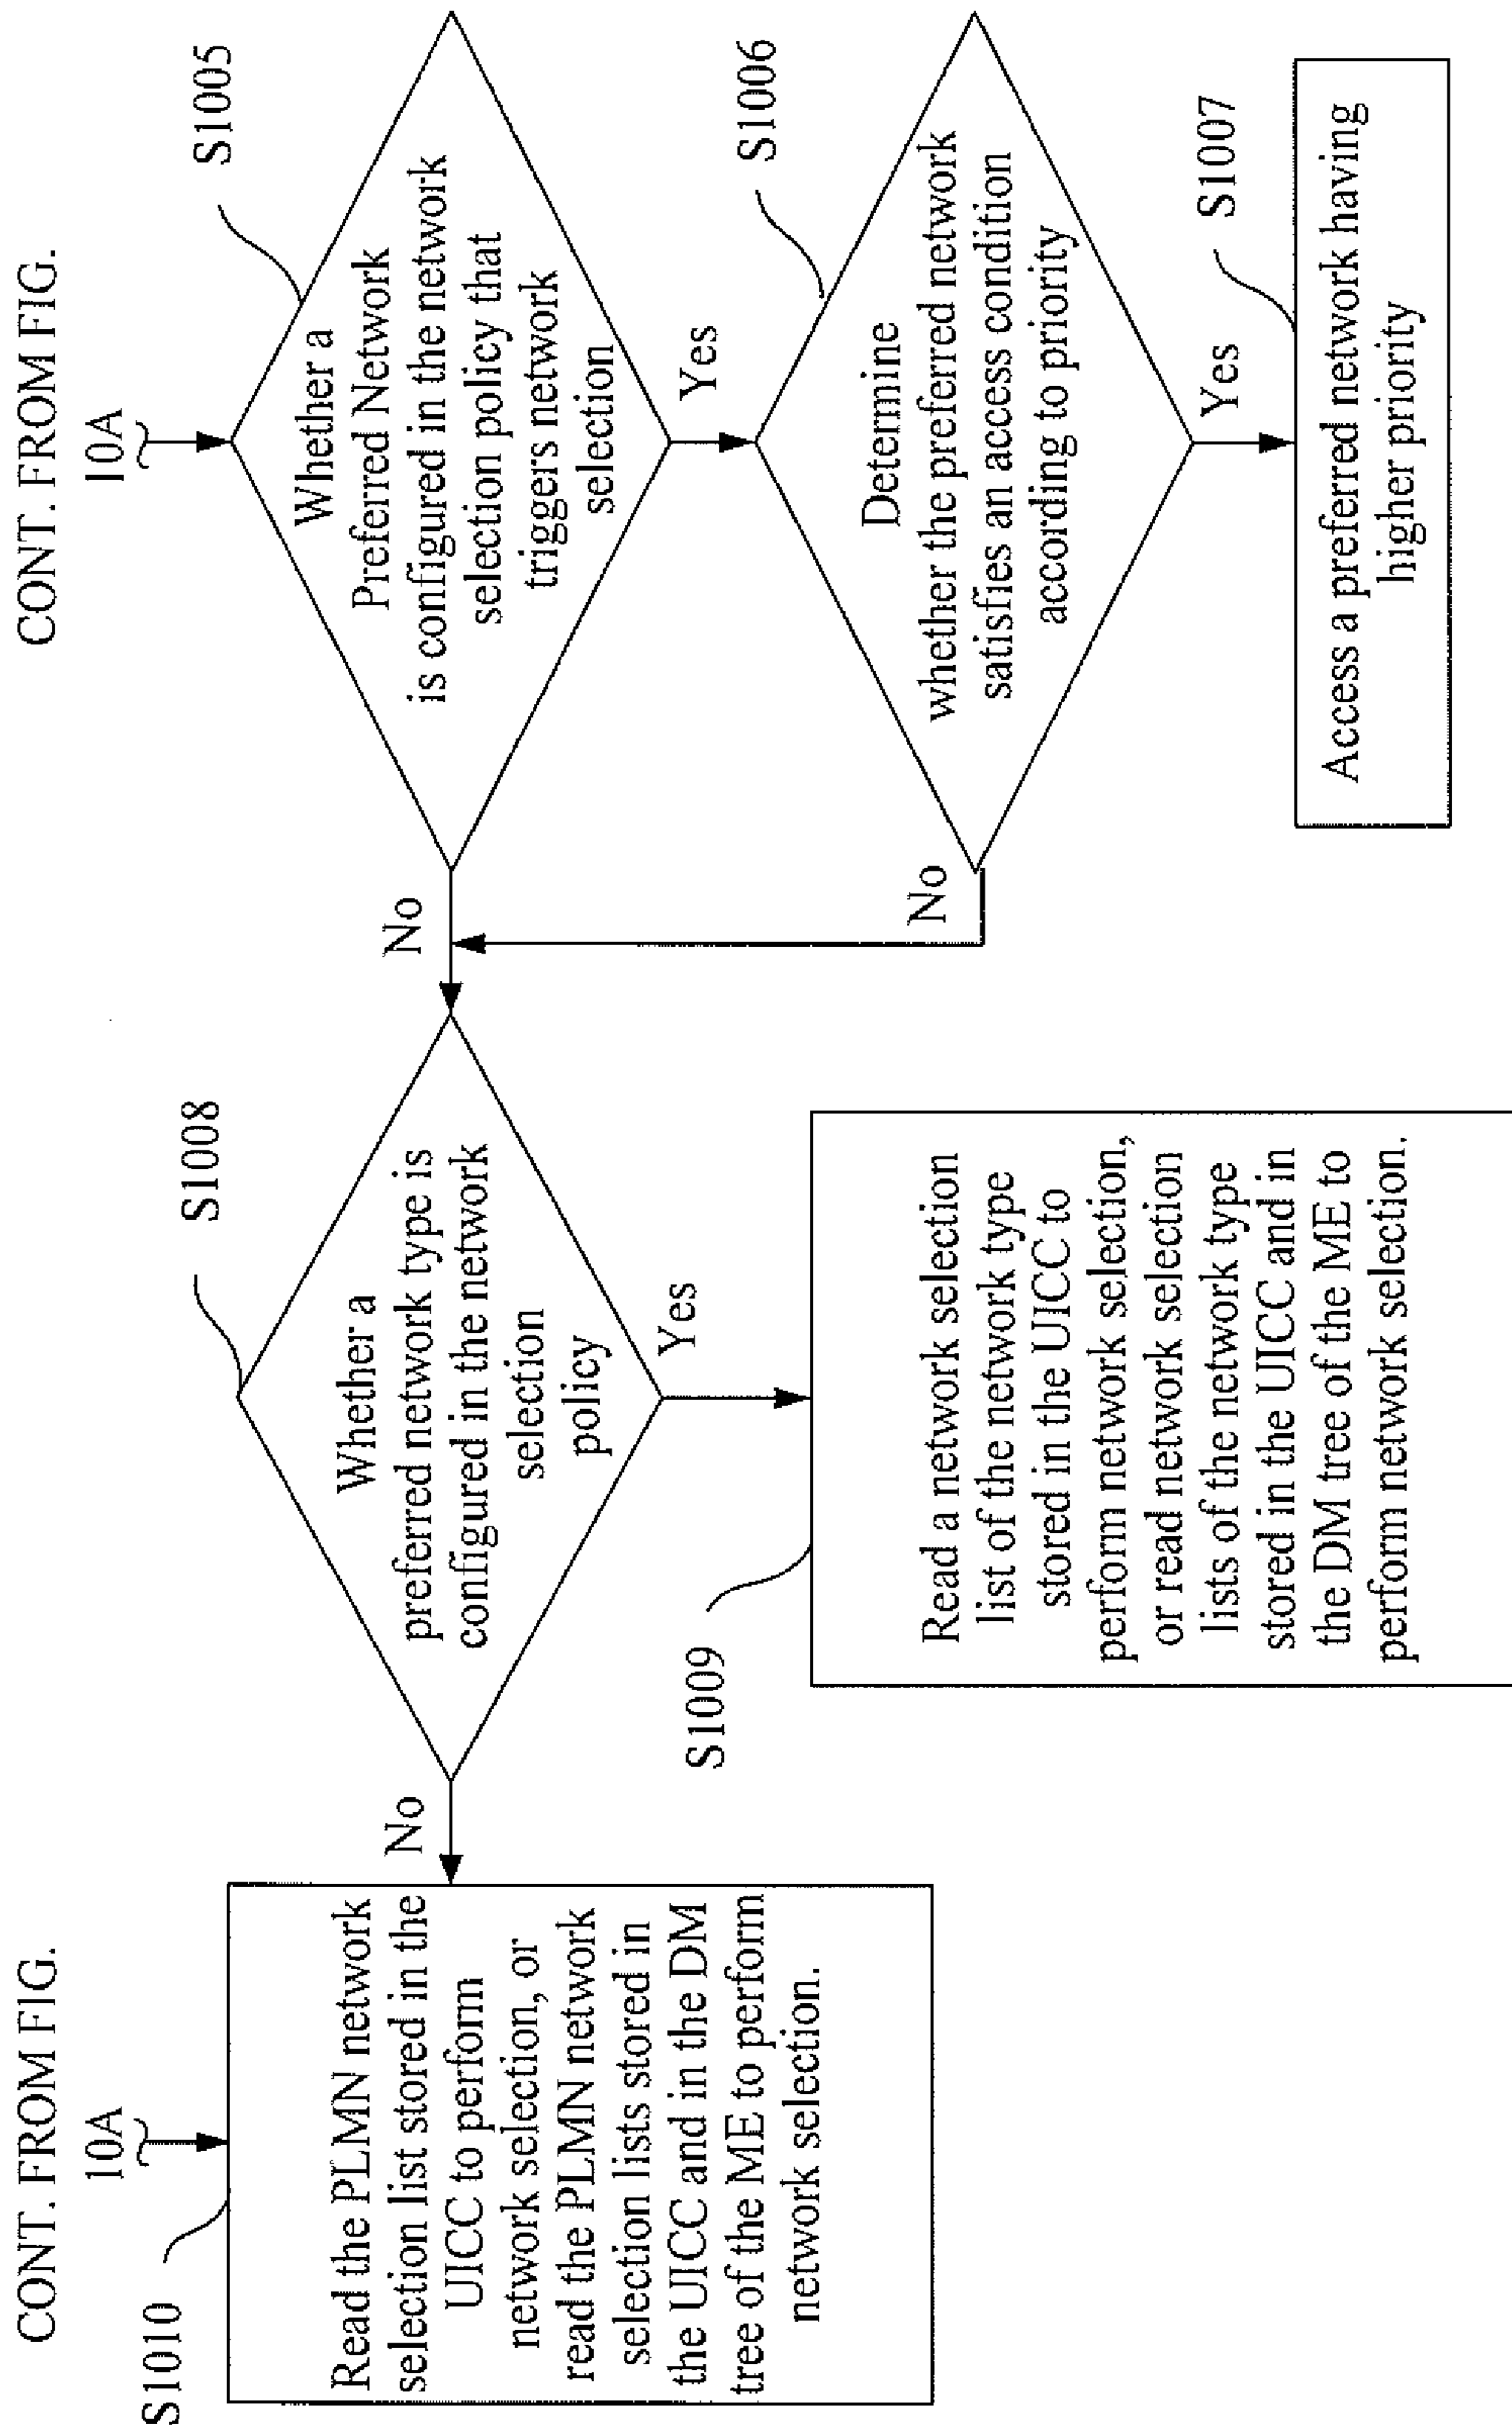 CONT. FROM FIG.
10A
S1010
Read the PLMN network
selection list stored in the
UICC to perform
network selection, or
read the PLMN network
selection lists stored in
the UICC and in the DM
tree of the ME to perform
network selection.
No
S1008
Whether a
preferred network type is
configured in the network
selection
policy
Yes
S1009
Read a network selection
list of the network type
stored in the UICC to
perform network selection,
or read network selection
lists of the network type
stored in the UICC and in
the DM tree of the ME to
perform network selection.
CONT. FROM FIG.
10A
S1005
Whether a
Preferred Network
is configured in the network
selection policy that
triggers network
selection
No
Yes
S1006
Determine
whether the preferred network
satisfies an access condition
according to priority
No
Yes
S1007
Access a preferred network having
higher priority